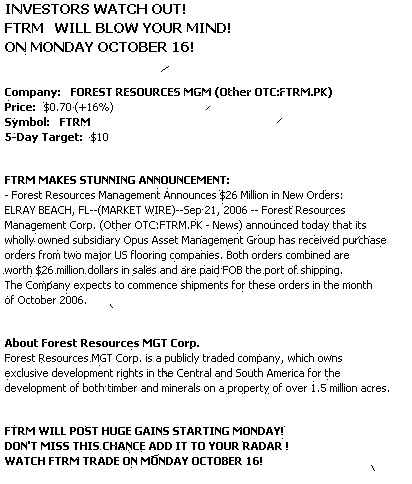 INVESTORS WATCH OUT!
FTRM WILL BLOW YOUR MIND!
ON MONDAY OCTOBER 16!
Company: FOREST RESOURCES MGM (Other OTC:FTRM.PK)
Price: $0.70 (+16%)
Symbol: FTRM
5-Day Target: $10
FTRM MAKES STUNNING ANNOUNCEMENT:
- Forest Resources Management Announces $26 Million in New Orders:
ELRAY BEACH, FL--(MARKET WIRE)--Sep 21, 2006 -- Forest Resources
Management Corp. (Other OTC:FTRM.PK - News) announced today that its
wholly owned subsidiary Opus Asset Management Group has received purchase
orders from two major US flooring companies. Both orders combined are
worth $26 million dollars in sales and are paid FOB the port of shipping.
The Company expects to commence shipments for these orders in the month
of October 2006.
About Forest Resources MGT Corp.
Forest Resources MGT Corp. is a publicly traded company, which owns
exclusive development rights in the Central and South America for the
development of both timber and minerals on a property of over 1.5 million acres.
FTRM WILL POST HUGE GAINS STARTING MONDAY!
DON'T MISS THIS CHANCE ADD IT TO YOUR RADAR !
WATCH FTRM TRADE ON MONDAY OCTOBER 16!